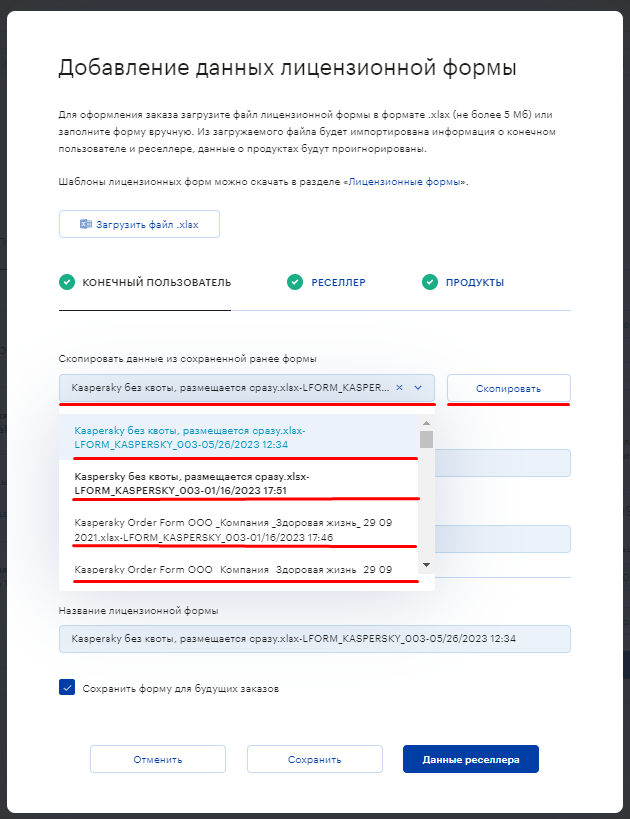 Добавление данных лицензионной формы
Для оформления заказа загрузите файл лицензионной формы в формате .xlsx (не более 5 Мб) или
заполните форму вручную. Из загружаемого файла будет импортирована информация о конечном
пользователе и реселлере, данные о продуктах будут проигнорированы.
Шаблоны лицензионных форм можно скачать в разделе «Лицензионные формы».
Загрузить файл .xlsx
КОНЕЧНЫЙ ПОЛЬЗОВАТЕЛЬ РЕСЕЛЛЕР ПРОДУКТЫ
Скопировать данные из сохраненной ранее формы
Kaspersky без квоты, размещается сразу.xlsx-LFORM_KASPER... Скопировать
Kaspersky без квоты, размещается сразу.xlax-
LFORM_KASPERSKY_003-05/26/2023 12:34
Kaspersky без квоты, размещается сразу.xlsx-
LFORM_KASPERSKY_003-01/16/2023 17:51
Kaspersky Order Form ООО _Компания _Здоровая жизнь_ 29 09
2021.xlsx-LFORM_KASPERSKY_003-01/16/2023 17:46
Kaspersky Order Form ООО _Компания _Здоровая жизнь_ 29 09
Название лицензионной формы
Kaspersky без квоты, размещается сразу.xlsx-LFORM_KASPERSKY_003-05/26/2023 12:34
Сохранить форму для будущих заказов
Отменить Сохранить Данные реселлера